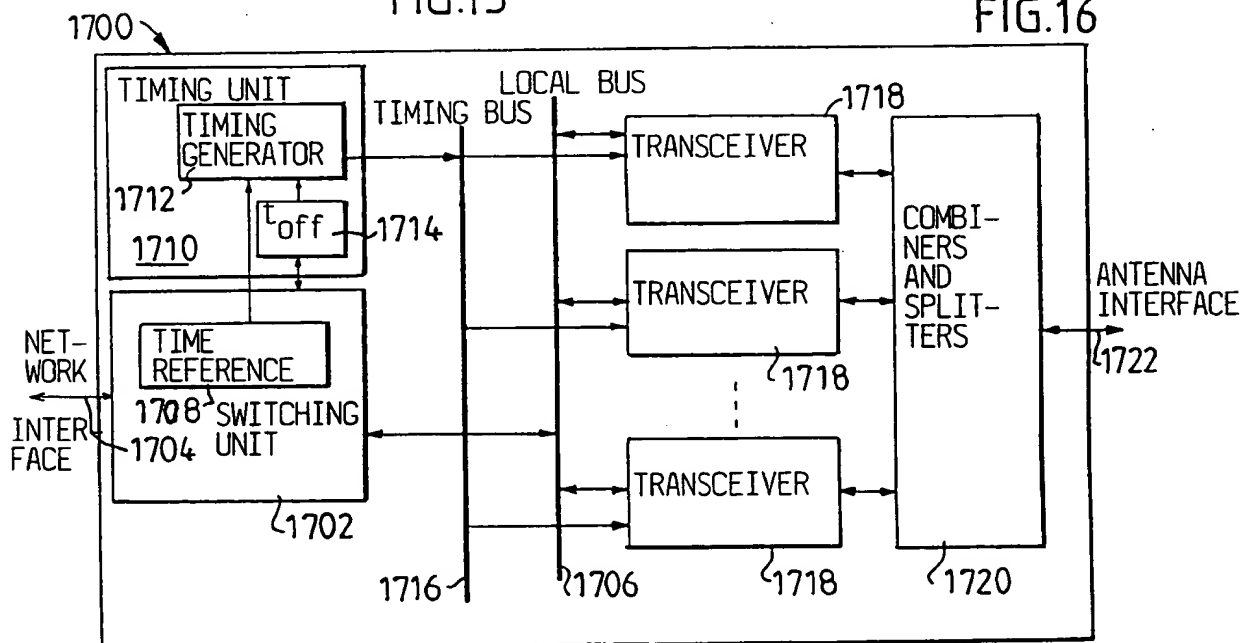 FIG.15
FIG.16
1700
TIMING UNIT
TIMING
GENERATOR
1712
1710
toff
1714
TIMING BUS
LOCAL BUS
1718
TRANSCEIVER
TRANSCEIVER
1718
TRANSCEIVER
1718
COMBI-
NERS
AND
SPLIT-
TERS
1720
ANTENNA
INTERFACE
1722
NET-
WORK
INTER
FACE
1704
TIME
REFERENCE
1708
SWITCHING
UNIT
1702
1716
1706